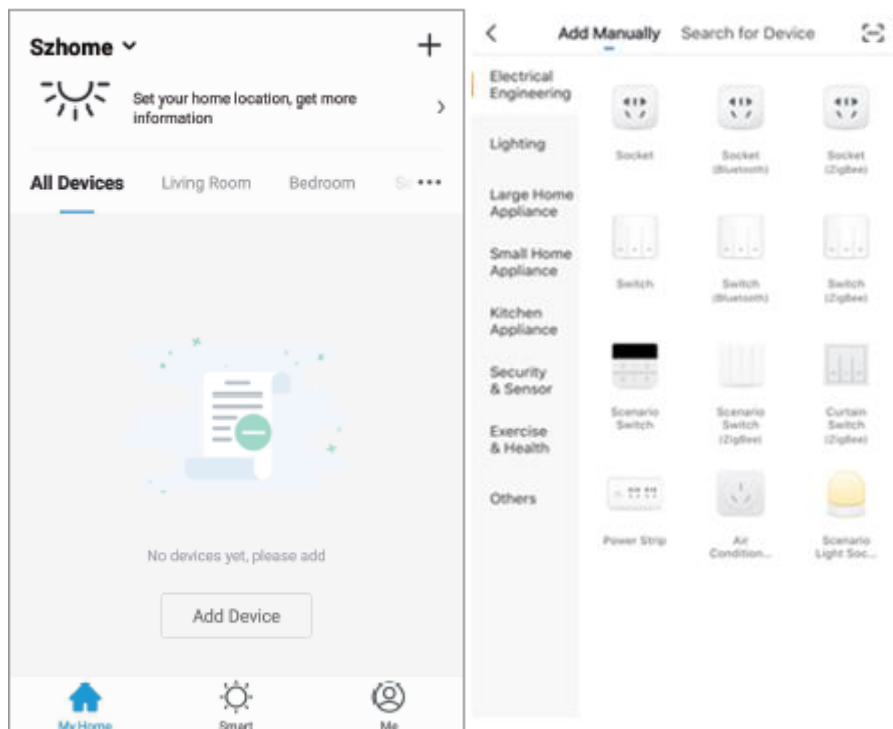 Szhome
Set your home location, get more
information
All Devices Living Room Bedroom
No devices yet, please add
Add Device
My Home Smart Me
Add Manually Search for Device
Electrical
Engineering
Lighting
Large Home
Appliance
Small Home
Appliance
Kitchen
Appliance
Security
& Sensor
Exercise
& Health
Others
Socket
Socket
(Bluetooth)
Socket
(ZigBee)
Switch
Switch
(Bluetooth)
Switch
(ZigBee)
Scenario
Switch
Scenario
Switch
(ZigBee)
Curtain
Switch
(ZigBee)
Power Strip
Air
Condition...
Scenario
Light Soc...